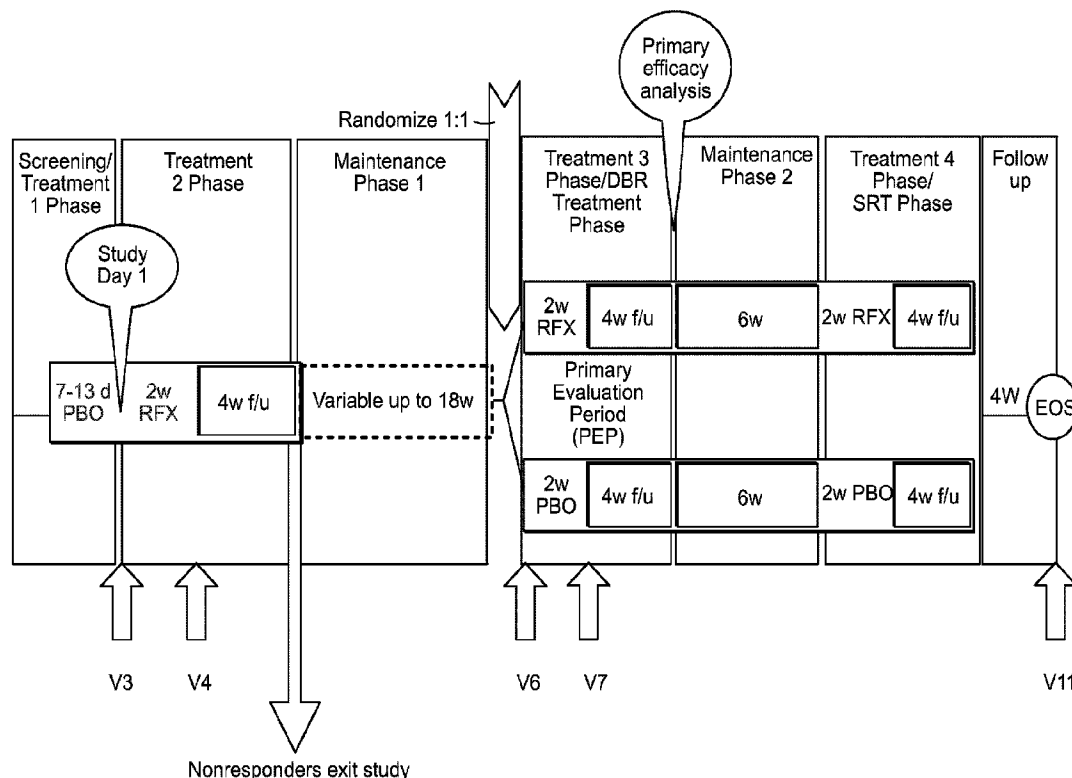 Primary
efficacy
analysis
Randomize 1:1
Screening/
Treatment
1 Phase
Treatment
2 Phase
Maintenance
Phase 1
Treatment 3
Phase/DBR
Treatment
Phase
Maintenance
Phase 2
Treatment 4
Phase/
SRT Phase
Follow
up
Study
Day 1
7-13 d
PBO
2w
RFX
4w f/u
Variable up to 18w
2w
RFX
4w f/u
6w
2w RFX
4w f/u
Primary
Evaluation
Period
(PEP)
2w
PBO
4w f/u
6w
2w PBO
4w f/u
4W
EOS
V3
V4
V6
V7
V11
Nonresponders exit study